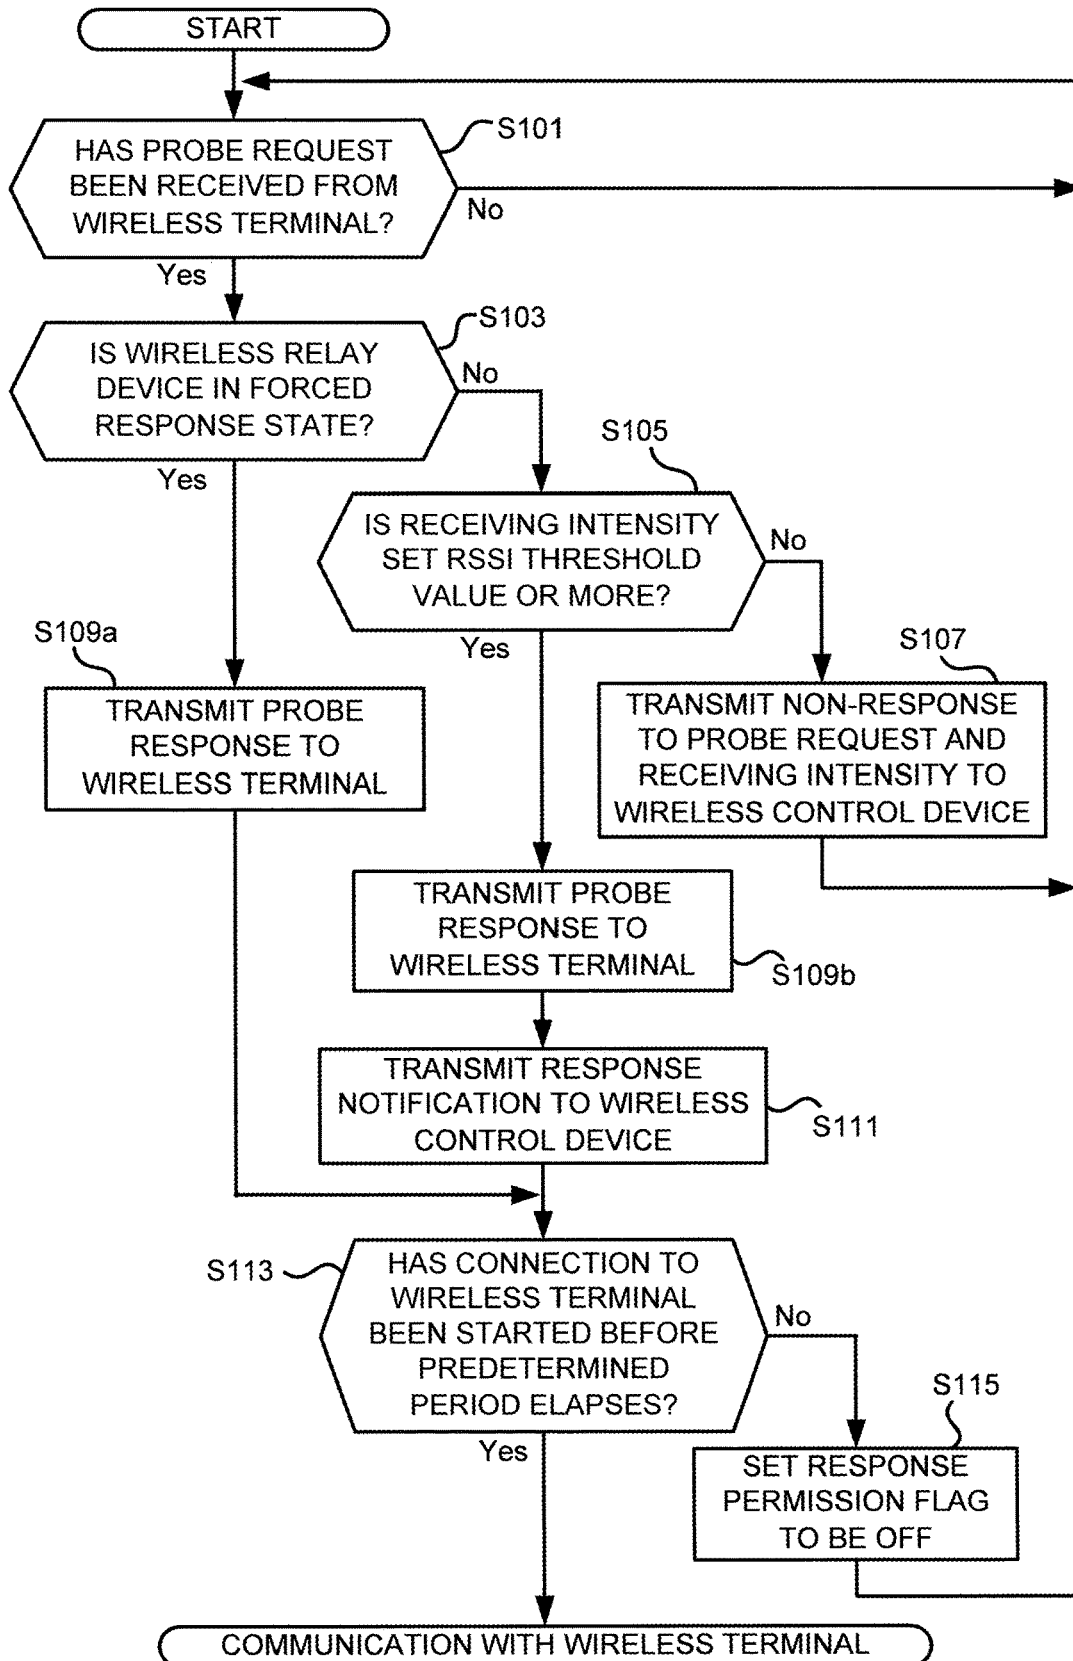 START
S101
HAS PROBE REQUEST
BEEN RECEIVED FROM
WIRELESS TERMINAL?
No
Yes
S103
IS WIRELESS RELAY
DEVICE IN FORCED
RESPONSE STATE?
No
Yes
S105
IS RECEIVING INTENSITY
SET RSSI THRESHOLD
VALUE OR MORE?
No
Yes
S109a
TRANSMIT PROBE
RESPONSE TO
WIRELESS TERMINAL
S107
TRANSMIT NON-RESPONSE
TO PROBE REQUEST AND
RECEIVING INTENSITY TO
WIRELESS CONTROL DEVICE
TRANSMIT PROBE
RESPONSE TO
WIRELESS TERMINAL
S109b
TRANSMIT RESPONSE
NOTIFICATION TO WIRELESS
CONTROL DEVICE
S111
S113
HAS CONNECTION TO
WIRELESS TERMINAL
BEEN STARTED BEFORE
PREDETERMINED
PERIOD ELAPSES?
No
Yes
S115
SET RESPONSE
PERMISSION FLAG
TO BE OFF
COMMUNICATION WITH WIRELESS TERMINAL